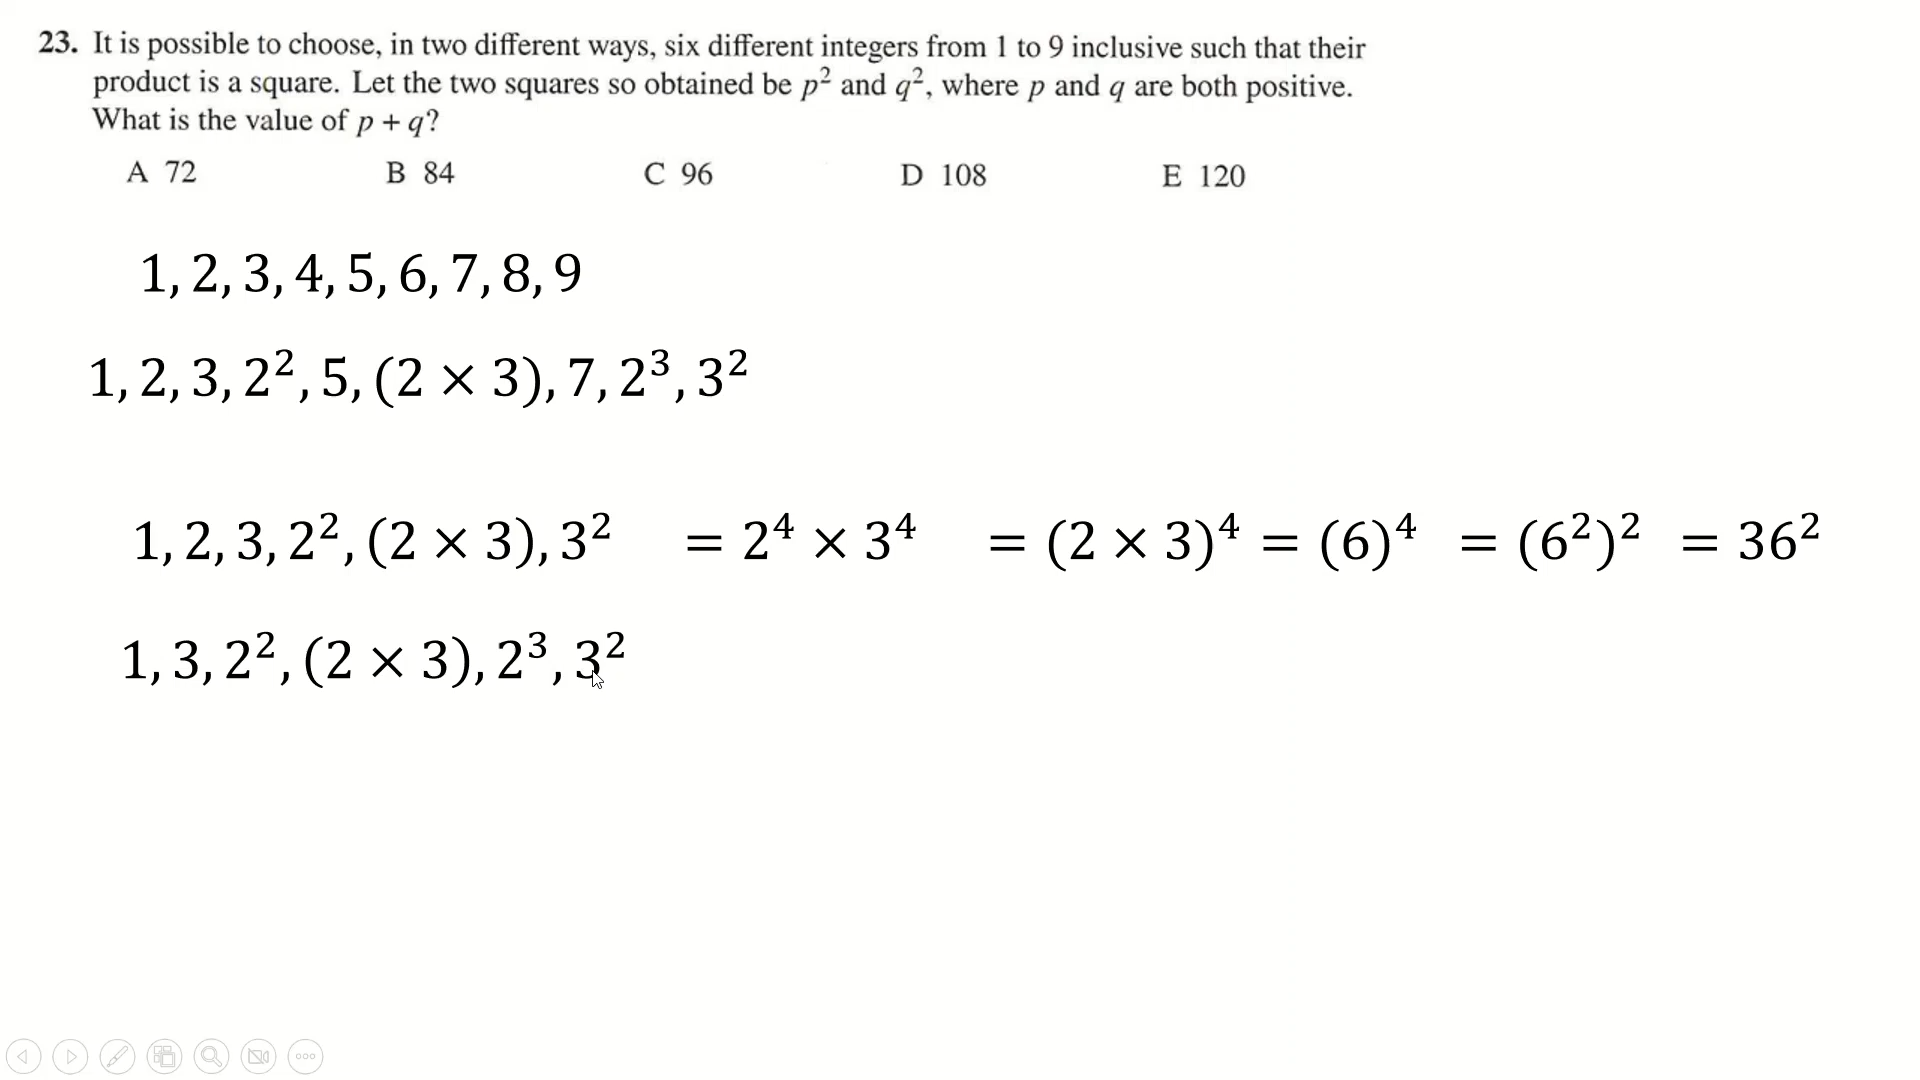 23. It is possible to choose, in two different ways, six different integers from 1 to 9 inclusive such that their
product is a square. Let the two squares so obtained be p² and q², where p and q are both positive.
What is the value of p + q?
A 72 B 84 C 96 D 108 E 120
1, 2, 3, 4, 5, 6, 7, 8, 9
1, 2, 3, 2², 5, (2 × 3), 7, 2³, 3²
1, 2, 3, 2², (2 × 3), 3² = 2⁴ × 3⁴ = (2 × 3)⁴ = (6)⁴ = (6²)² = 36²
1, 3, 2², (2 × 3), 2³, 3²